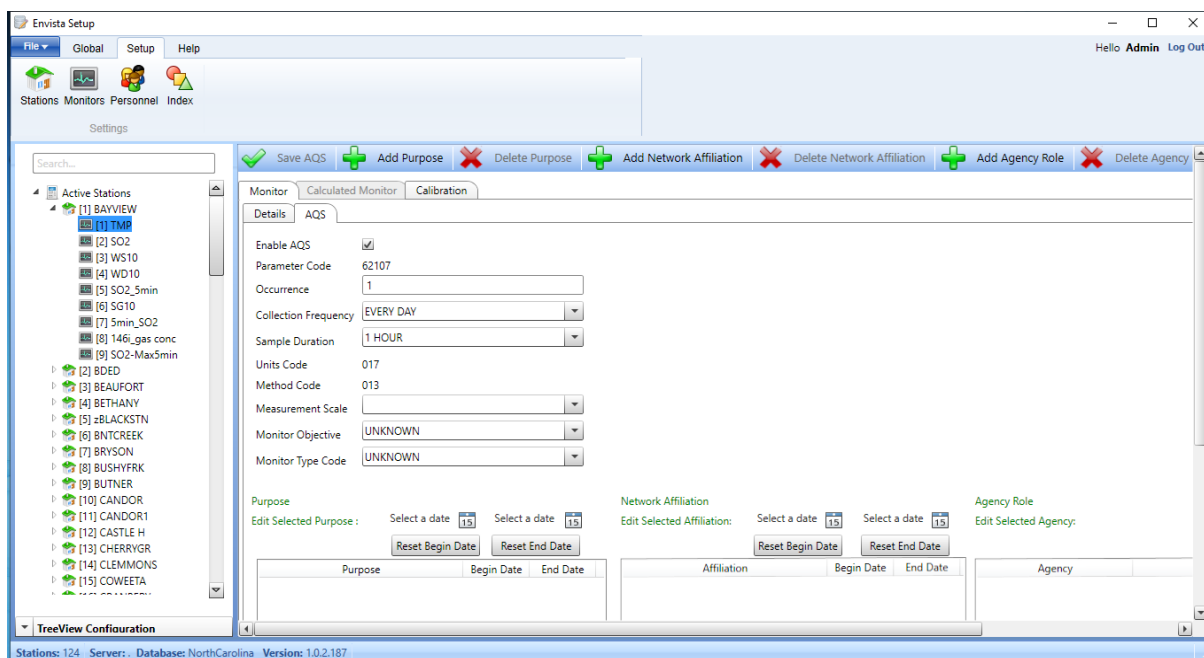 Envista Setup
File Global Setup Help
Hello Admin Log Out
Stations Monitors Personnel Index
Settings
Search...
Active Stations
[1] BAYVIEW
[1] TMP
[2] SO2
[3] WS10
[4] WD10
[5] SO2_5min
[6] SG10
[7] 5min_SO2
[8] 146i_gas conc
[9] SO2-Max5min
[2] BDED
[3] BEAUFORT
[4] BETHANY
[5] zBLACKSTN
[6] BNTCREEK
[7] BRYSON
[8] BUSHYFRK
[9] BUTNER
[10] CANDOR
[11] CANDOR1
[12] CASTLE H
[13] CHERRYGR
[14] CLEMMONS
[15] COWEETA
TreeView Configuration
Save AQS Add Purpose Delete Purpose Add Network Affiliation Delete Network Affiliation Add Agency Role Delete Agency
Monitor Calculated Monitor Calibration
Details AQS
Enable AQS
Parameter Code 62107
Occurrence 1
Collection Frequency EVERY DAY
Sample Duration 1 HOUR
Units Code 017
Method Code 013
Measurement Scale
Monitor Objective UNKNOWN
Monitor Type Code UNKNOWN
Purpose Network Affiliation Agency Role
Edit Selected Purpose : Select a date 15 Select a date 15 Edit Selected Affiliation: Select a date 15 Select a date 15 Edit Selected Agency:
Reset Begin Date Reset End Date Reset Begin Date Reset End Date
Purpose Begin Date End Date Affiliation Begin Date End Date Agency
Stations: 124 Server: . Database: NorthCarolina Version: 1.0.2.187